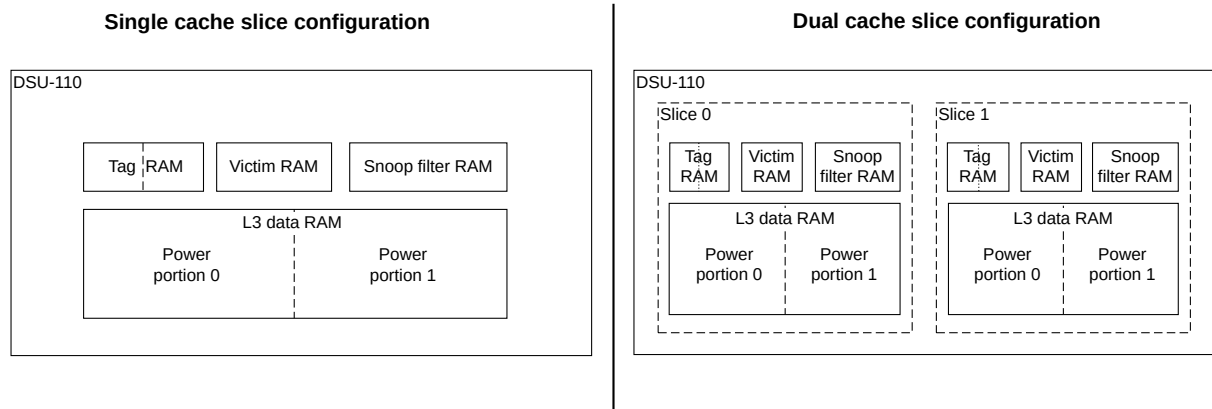 Single cache slice configuration
DSU-110
Tag RAM
Victim RAM
Snoop filter RAM
L3 data RAM
Power
portion 0
Power
portion 1
Dual cache slice configuration
DSU-110
Slice 0
Tag
RAM
Victim
RAM
Snoop
filter RAM
L3 data RAM
Power
portion 0
Power
portion 1
Slice 1
Tag
RAM
Victim
RAM
Snoop
filter RAM
L3 data RAM
Power
portion 0
Power
portion 1